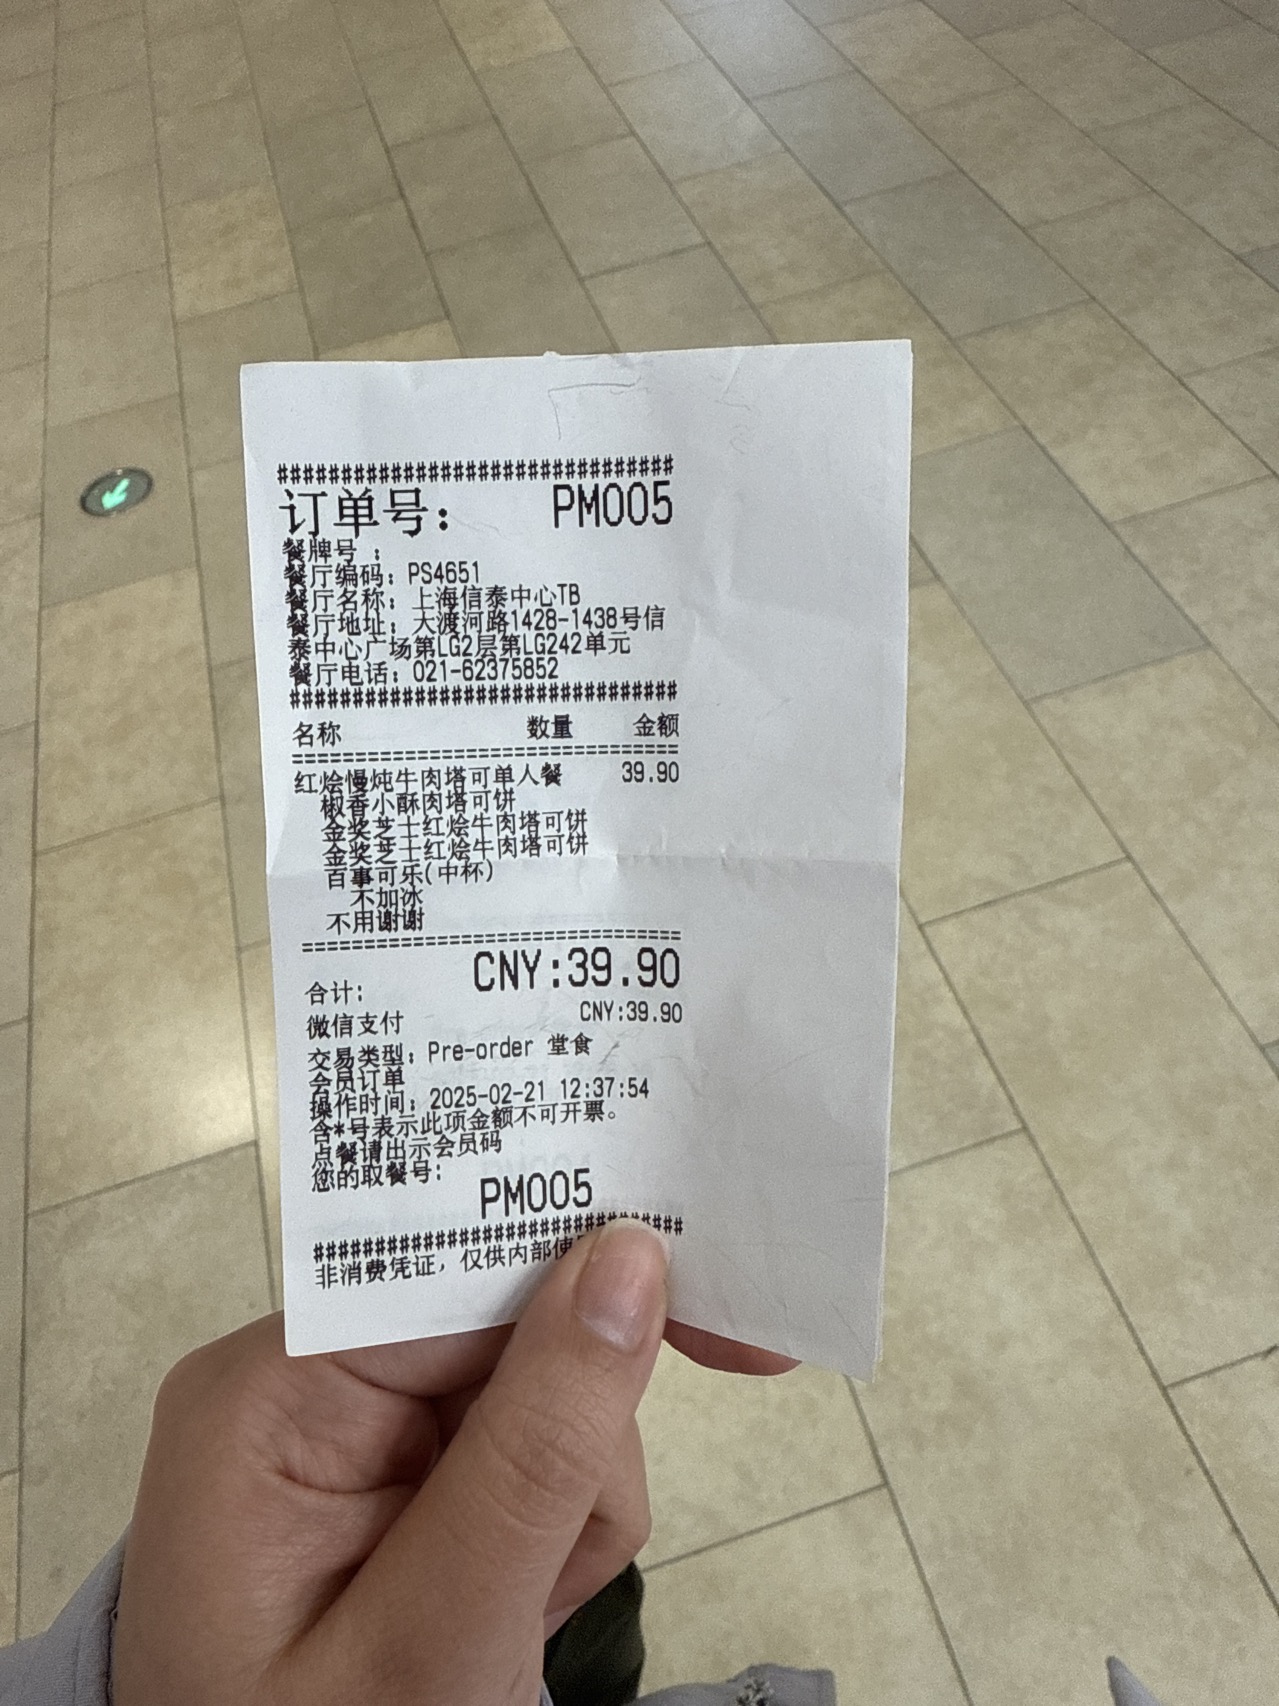 ################################
订单号： PM005
餐牌号 ：
餐厅编码：PS4651
餐厅名称：上海信泰中心TB
餐厅地址：大渡河路1428-1438号信
泰中心广场第LG2层第LG242单元
餐厅电话：021-62375852
################################
名称 数量 金额
================================
红烩慢炖牛肉塔可单人餐 39.90
椒香小酥肉塔可饼
金奖芝士红烩牛肉塔可饼
金奖芝士红烩牛肉塔可饼
百事可乐(中杯)
不加冰
不用谢谢
================================
CNY:39.90
合计:
微信支付 CNY:39.90
交易类型：Pre-order 堂食
会员订单
操作时间：2025-02-21 12:37:54
含*号表示此项金额不可开票。
点餐请出示会员码
您的取餐号:
PM005
################################
非消费凭证，仅供内部使